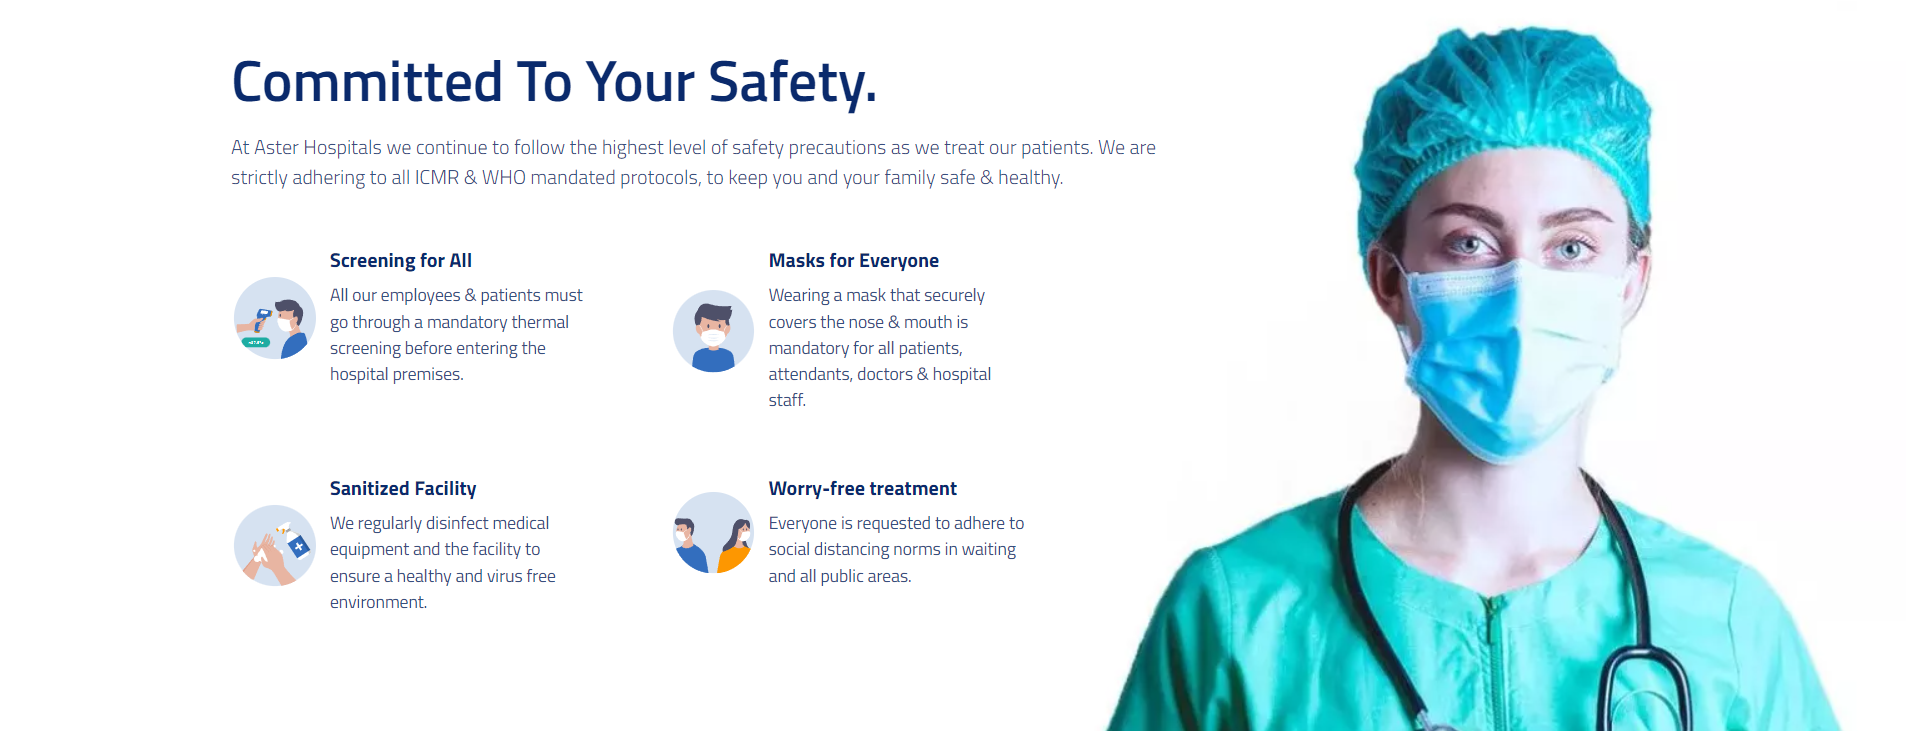 Committed To Your Safety.
At Aster Hospitals we continue to follow the highest level of safety precautions as we treat our patients. We are
strictly adhering to all ICMR & WHO mandated protocols, to keep you and your family safe & healthy.
Screening for All
All our employees & patients must
go through a mandatory thermal
screening before entering the
hospital premises.
Masks for Everyone
Wearing a mask that securely
covers the nose & mouth is
mandatory for all patients,
attendants, doctors & hospital
staff.
Sanitized Facility
We regularly disinfect medical
equipment and the facility to
ensure a healthy and virus free
environment.
Worry-free treatment
Everyone is requested to adhere to
social distancing norms in waiting
and all public areas.